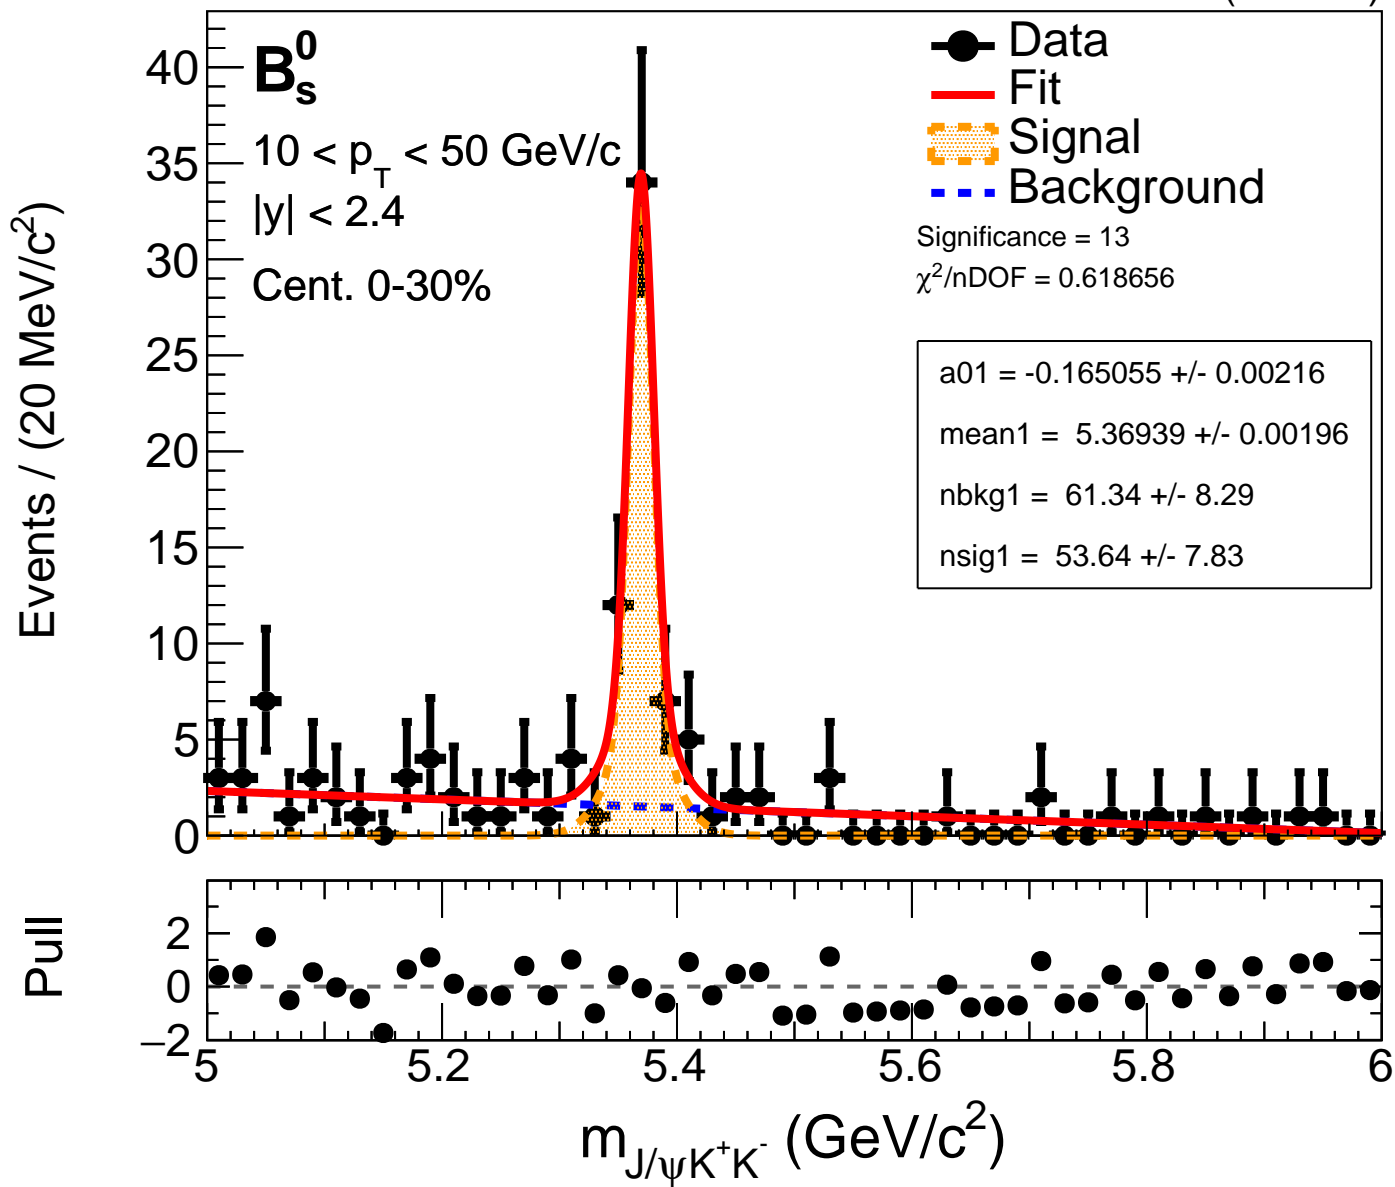 B⁰ₛ
10 < p_T < 50 GeV/c
|y| < 2.4
Cent. 0-30%
Data
Fit
Signal
Background
Significance = 13
χ²/nDOF = 0.618656
a01 = -0.165055 +/- 0.00216
mean1 = 5.36939 +/- 0.00196
nbkg1 = 61.34 +/- 8.29
nsig1 = 53.64 +/- 7.83
Events / (20 MeV/c²)
40
35
30
25
20
15
10
5
0
Pull
2
0
−2
5 5.2 5.4 5.6 5.8 6
m_J/ψK⁺K⁻ (GeV/c²)